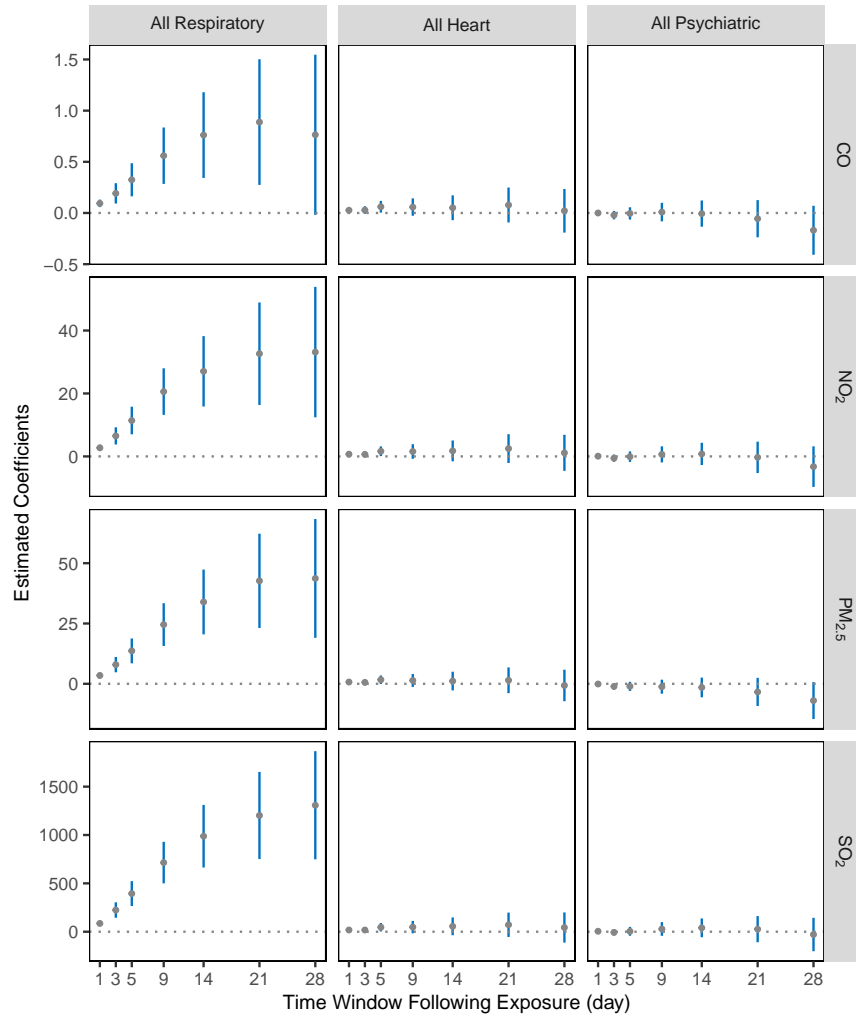 All Respiratory All Heart All Psychiatric
1.5
1.0
0.5
0.0
−0.5
CO
40
20
0
NO₂
50
25
0
PM₂.₅
1500
1000
500
0
SO₂
Estimated Coefficients
1 3 5 9 14 21 28 1 3 5 9 14 21 28 1 3 5 9 14 21 28
Time Window Following Exposure (day)